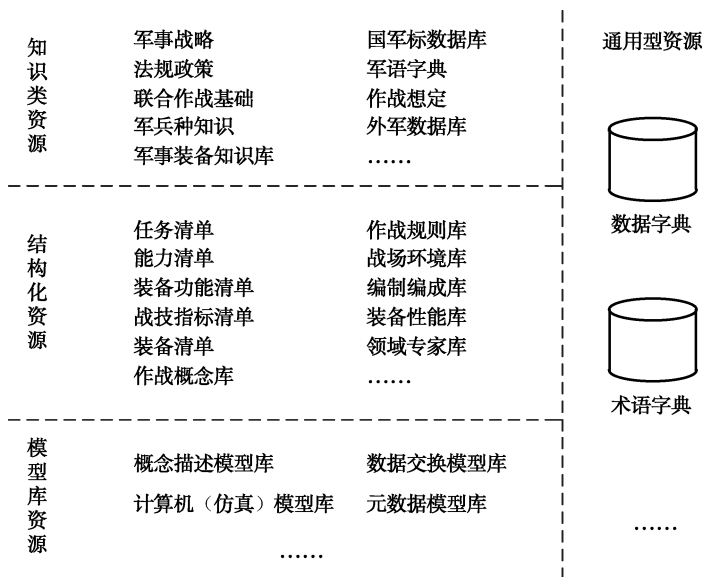 知识类资源
军事战略
法规政策
联合作战基础
军兵种知识
军事装备知识库
国军标数据库
军语字典
作战想定
外军数据库
……
结构化资源
任务清单
能力清单
装备功能清单
战技指标清单
装备清单
作战概念库
作战规则库
战场环境库
编制编成库
装备性能库
领域专家库
……
模型库资源
概念描述模型库
数据交换模型库
计算机（仿真）模型库
元数据模型库
……
通用型资源
数据字典
术语字典
……